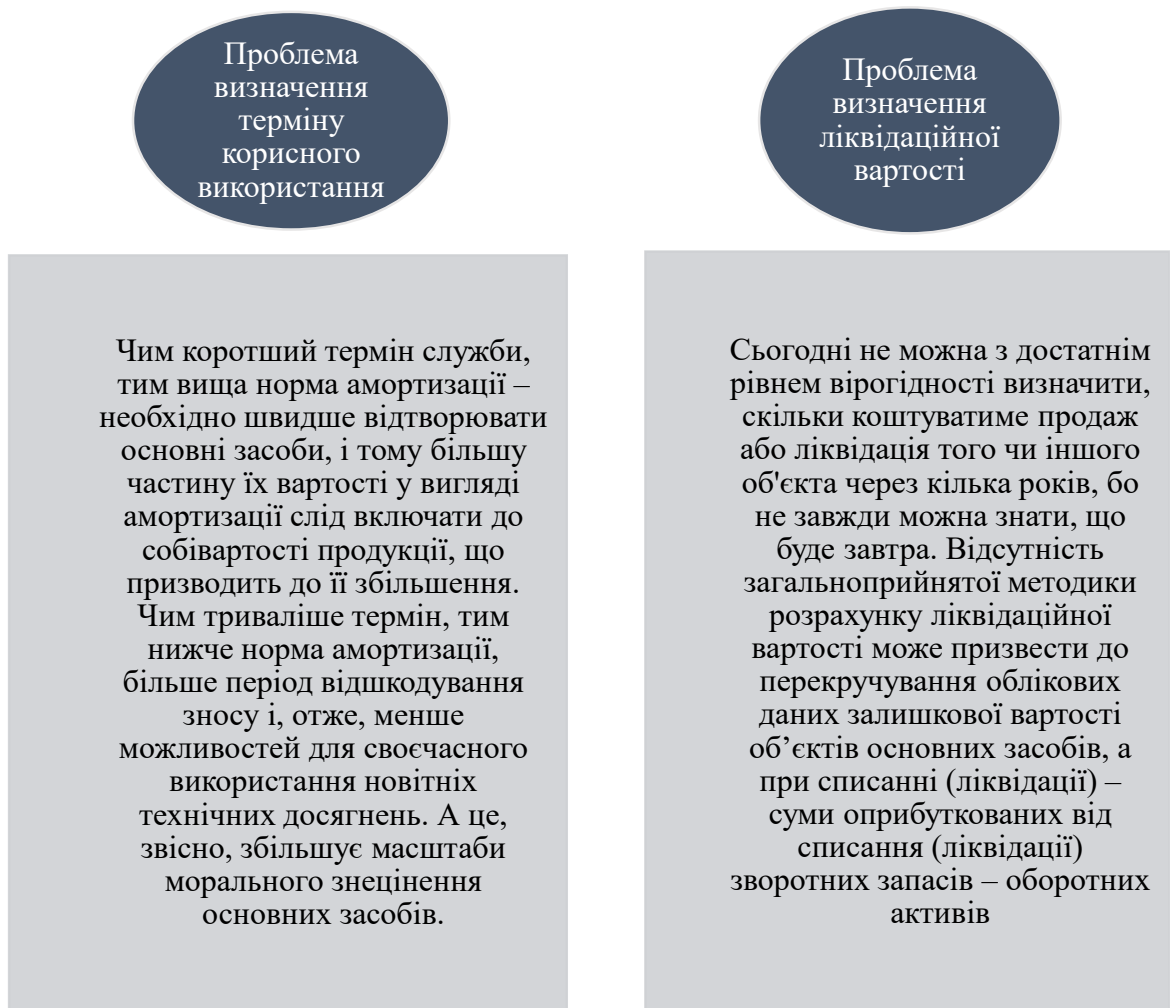 Проблема
визначення
терміну
корисного
використання
Чим коротший термін служби,
тим вища норма амортизації –
необхідно швидше відтворювати
основні засоби, і тому більшу
частину їх вартості у вигляді
амортизації слід включати до
собівартості продукції, що
призводить до її збільшення.
Чим триваліше термін, тим
нижче норма амортизації,
більше період відшкодування
зносу і, отже, менше
можливостей для своєчасного
використання новітніх
технічних досягнень. А це,
звісно, збільшує масштаби
морального знецінення
основних засобів.
Проблема
визначення
ліквідаційної
вартості
Сьогодні не можна з достатнім
рівнем вірогідності визначити,
скільки коштуватиме продаж
або ліквідація того чи іншого
об'єкта через кілька років, бо
не завжди можна знати, що
буде завтра. Відсутність
загальноприйнятої методики
розрахунку ліквідаційної
вартості може призвести до
перекручування облікових
даних залишкової вартості
об’єктів основних засобів, а
при списанні (ліквідації) –
суми оприбуткованих від
списання (ліквідації)
зворотних запасів – оборотних
активів